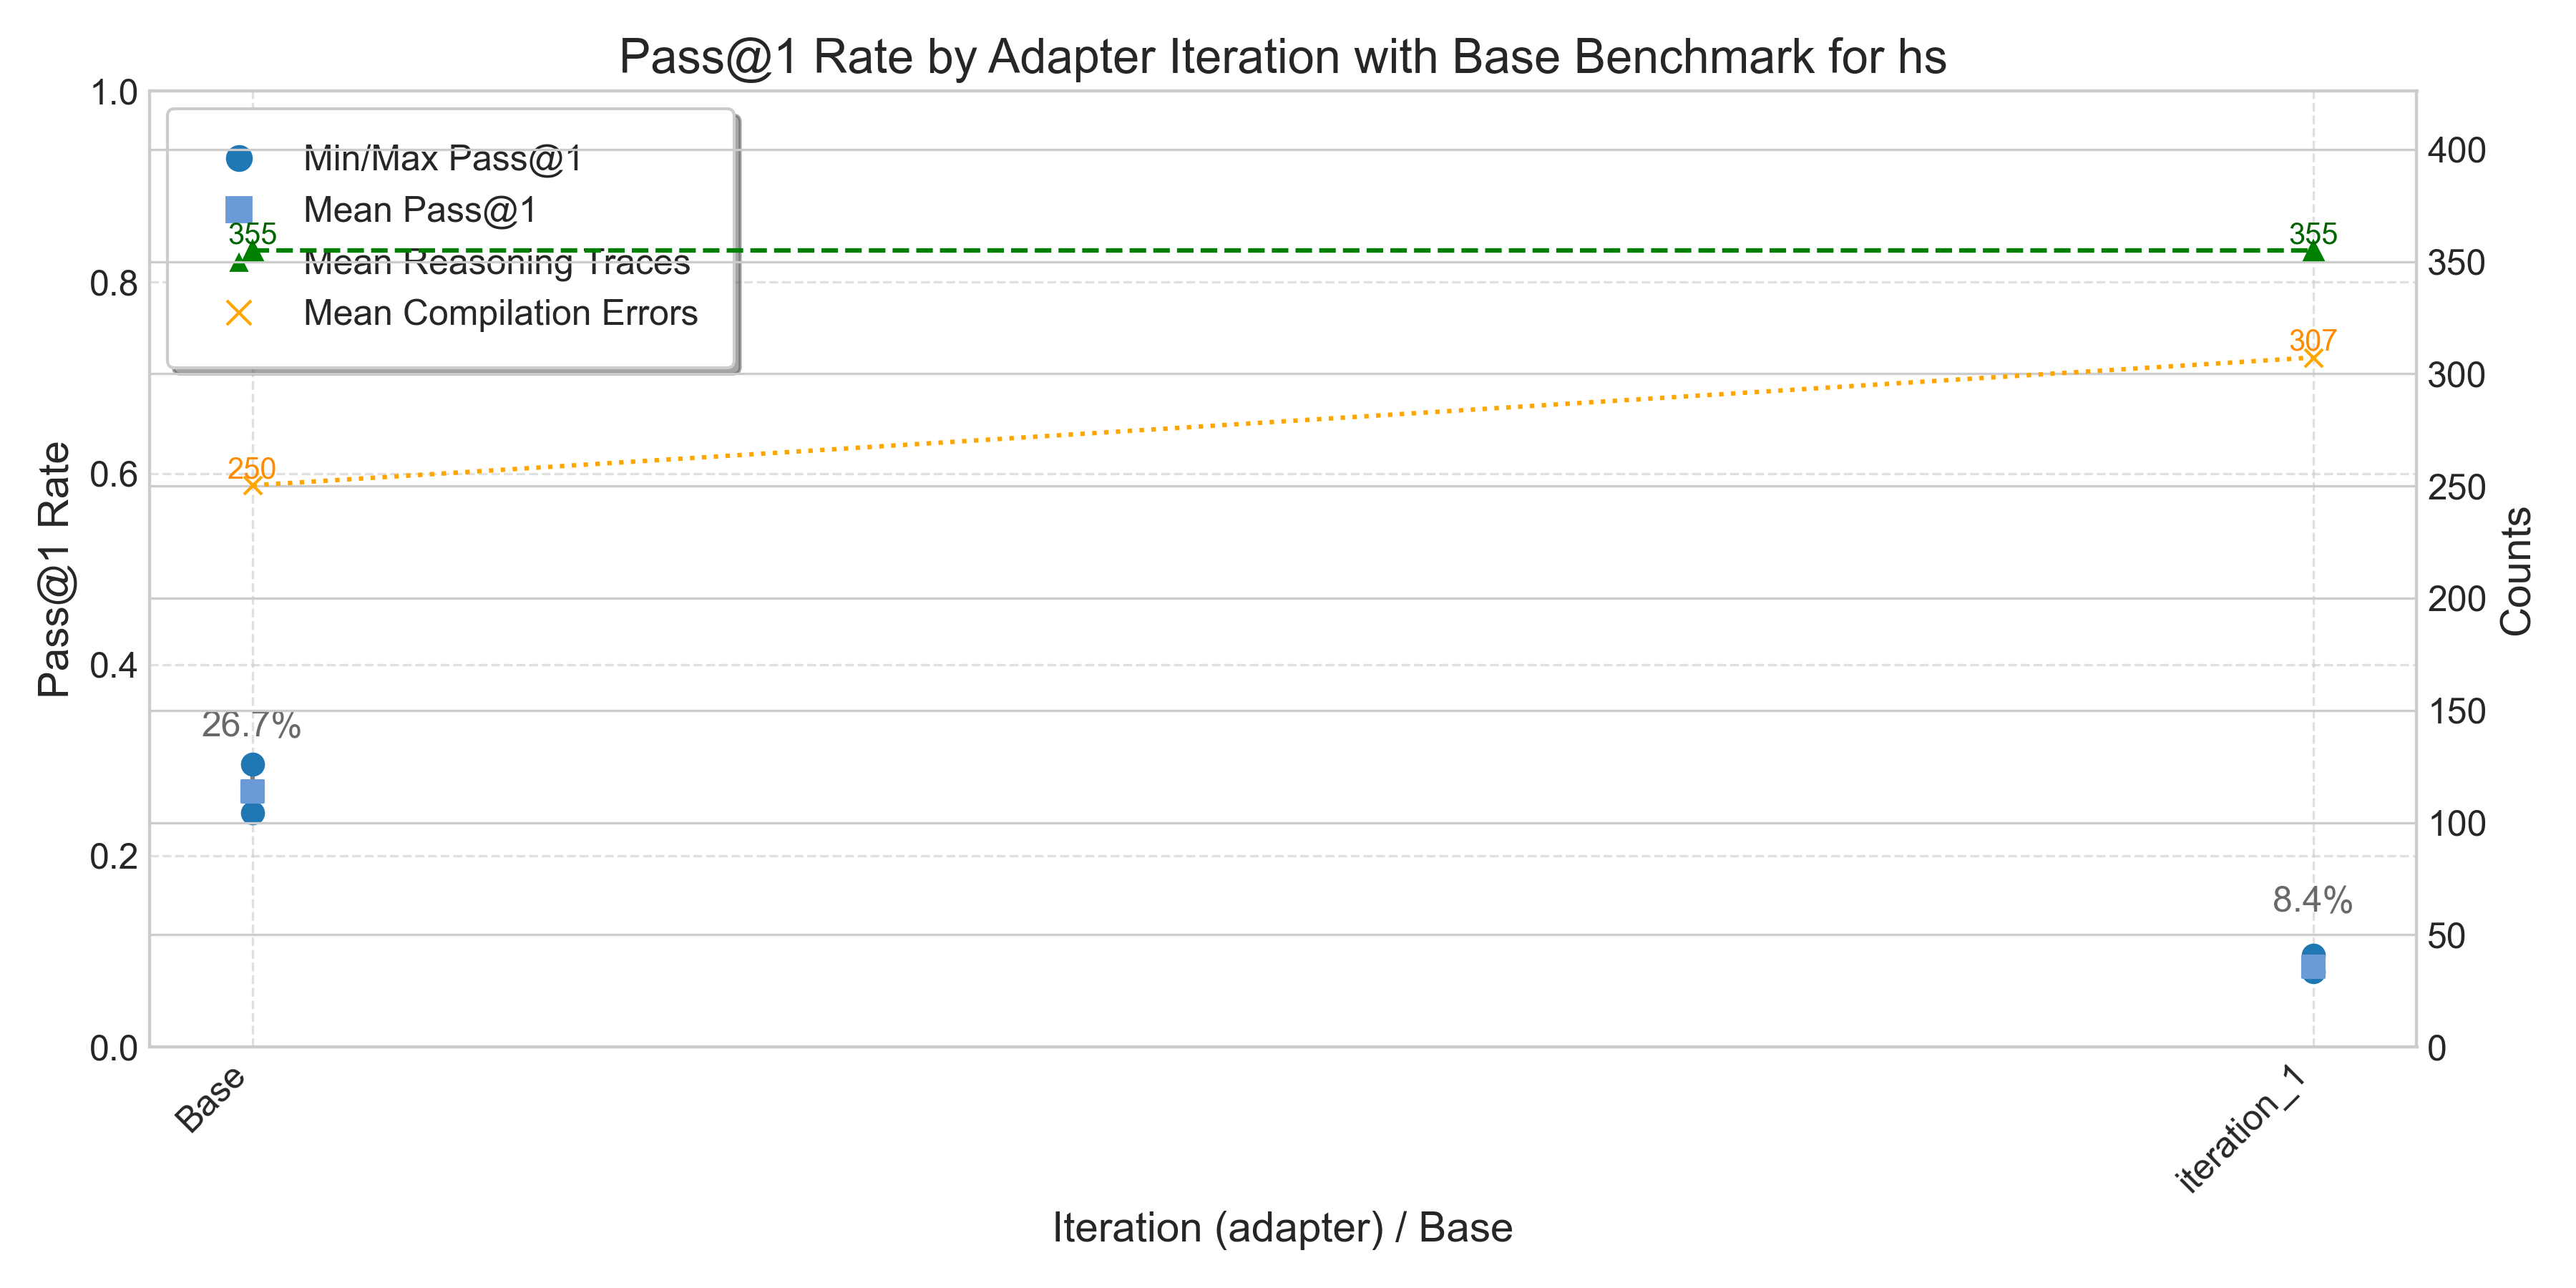 Pass@1 Rate by Adapter Iteration with Base Benchmark for hs
Min/Max Pass@1
Mean Pass@1
Mean Reasoning Traces
Mean Compilation Errors
1.0
0.8
0.6
0.4
0.2
0.0
Pass@1 Rate
400
350
300
250
200
150
100
50
0
Counts
355
355
307
250
26.7%
8.4%
Base
iteration_1
Iteration (adapter) / Base